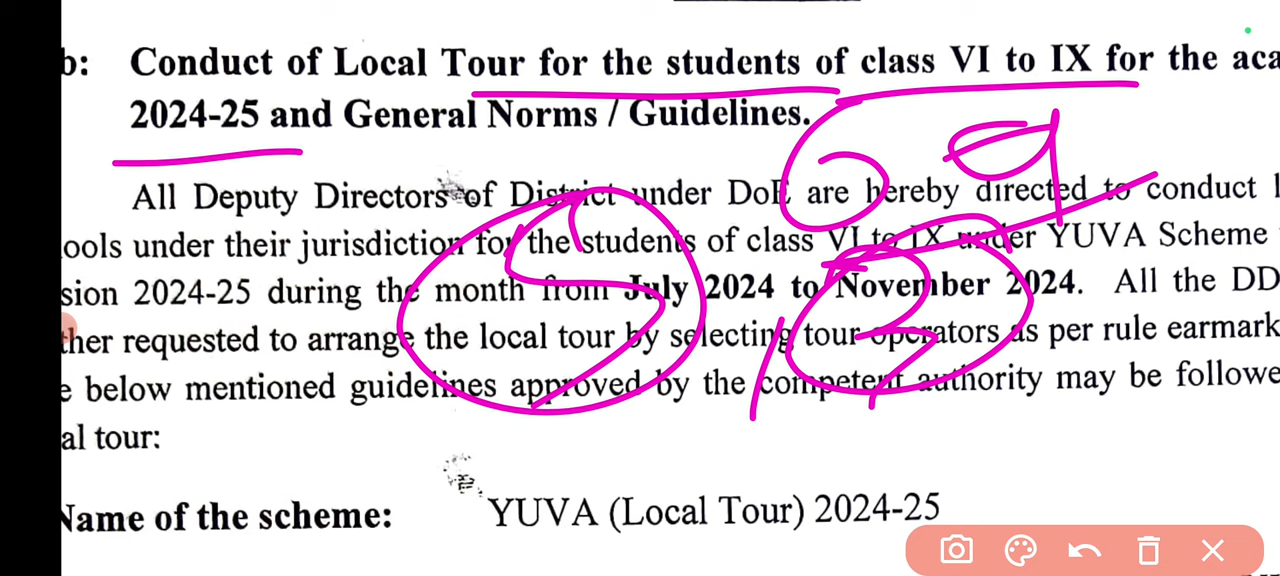 b: Conduct of Local Tour for the students of class VI to IX for the aca
2024-25 and General Norms / Guidelines.
All Deputy Directors of District under DoE are hereby directed to conduct l
ools under their jurisdiction for the students of class VI to IX under YUVA Scheme
sion 2024-25 during the month from July 2024 to November 2024. All the DD
ther requested to arrange the local tour by selecting tour operators as per rule earmark
e below mentioned guidelines approved by the competent authority may be followe
al tour:
Name of the scheme: YUVA (Local Tour) 2024-25